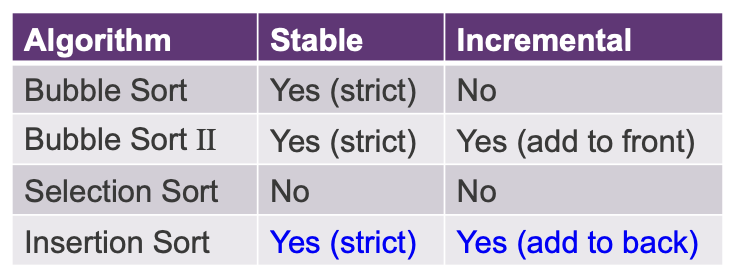 Algorithm Stable Incremental
Bubble Sort Yes (strict) No
Bubble Sort II Yes (strict) Yes (add to front)
Selection Sort No No
Insertion Sort Yes (strict) Yes (add to back)